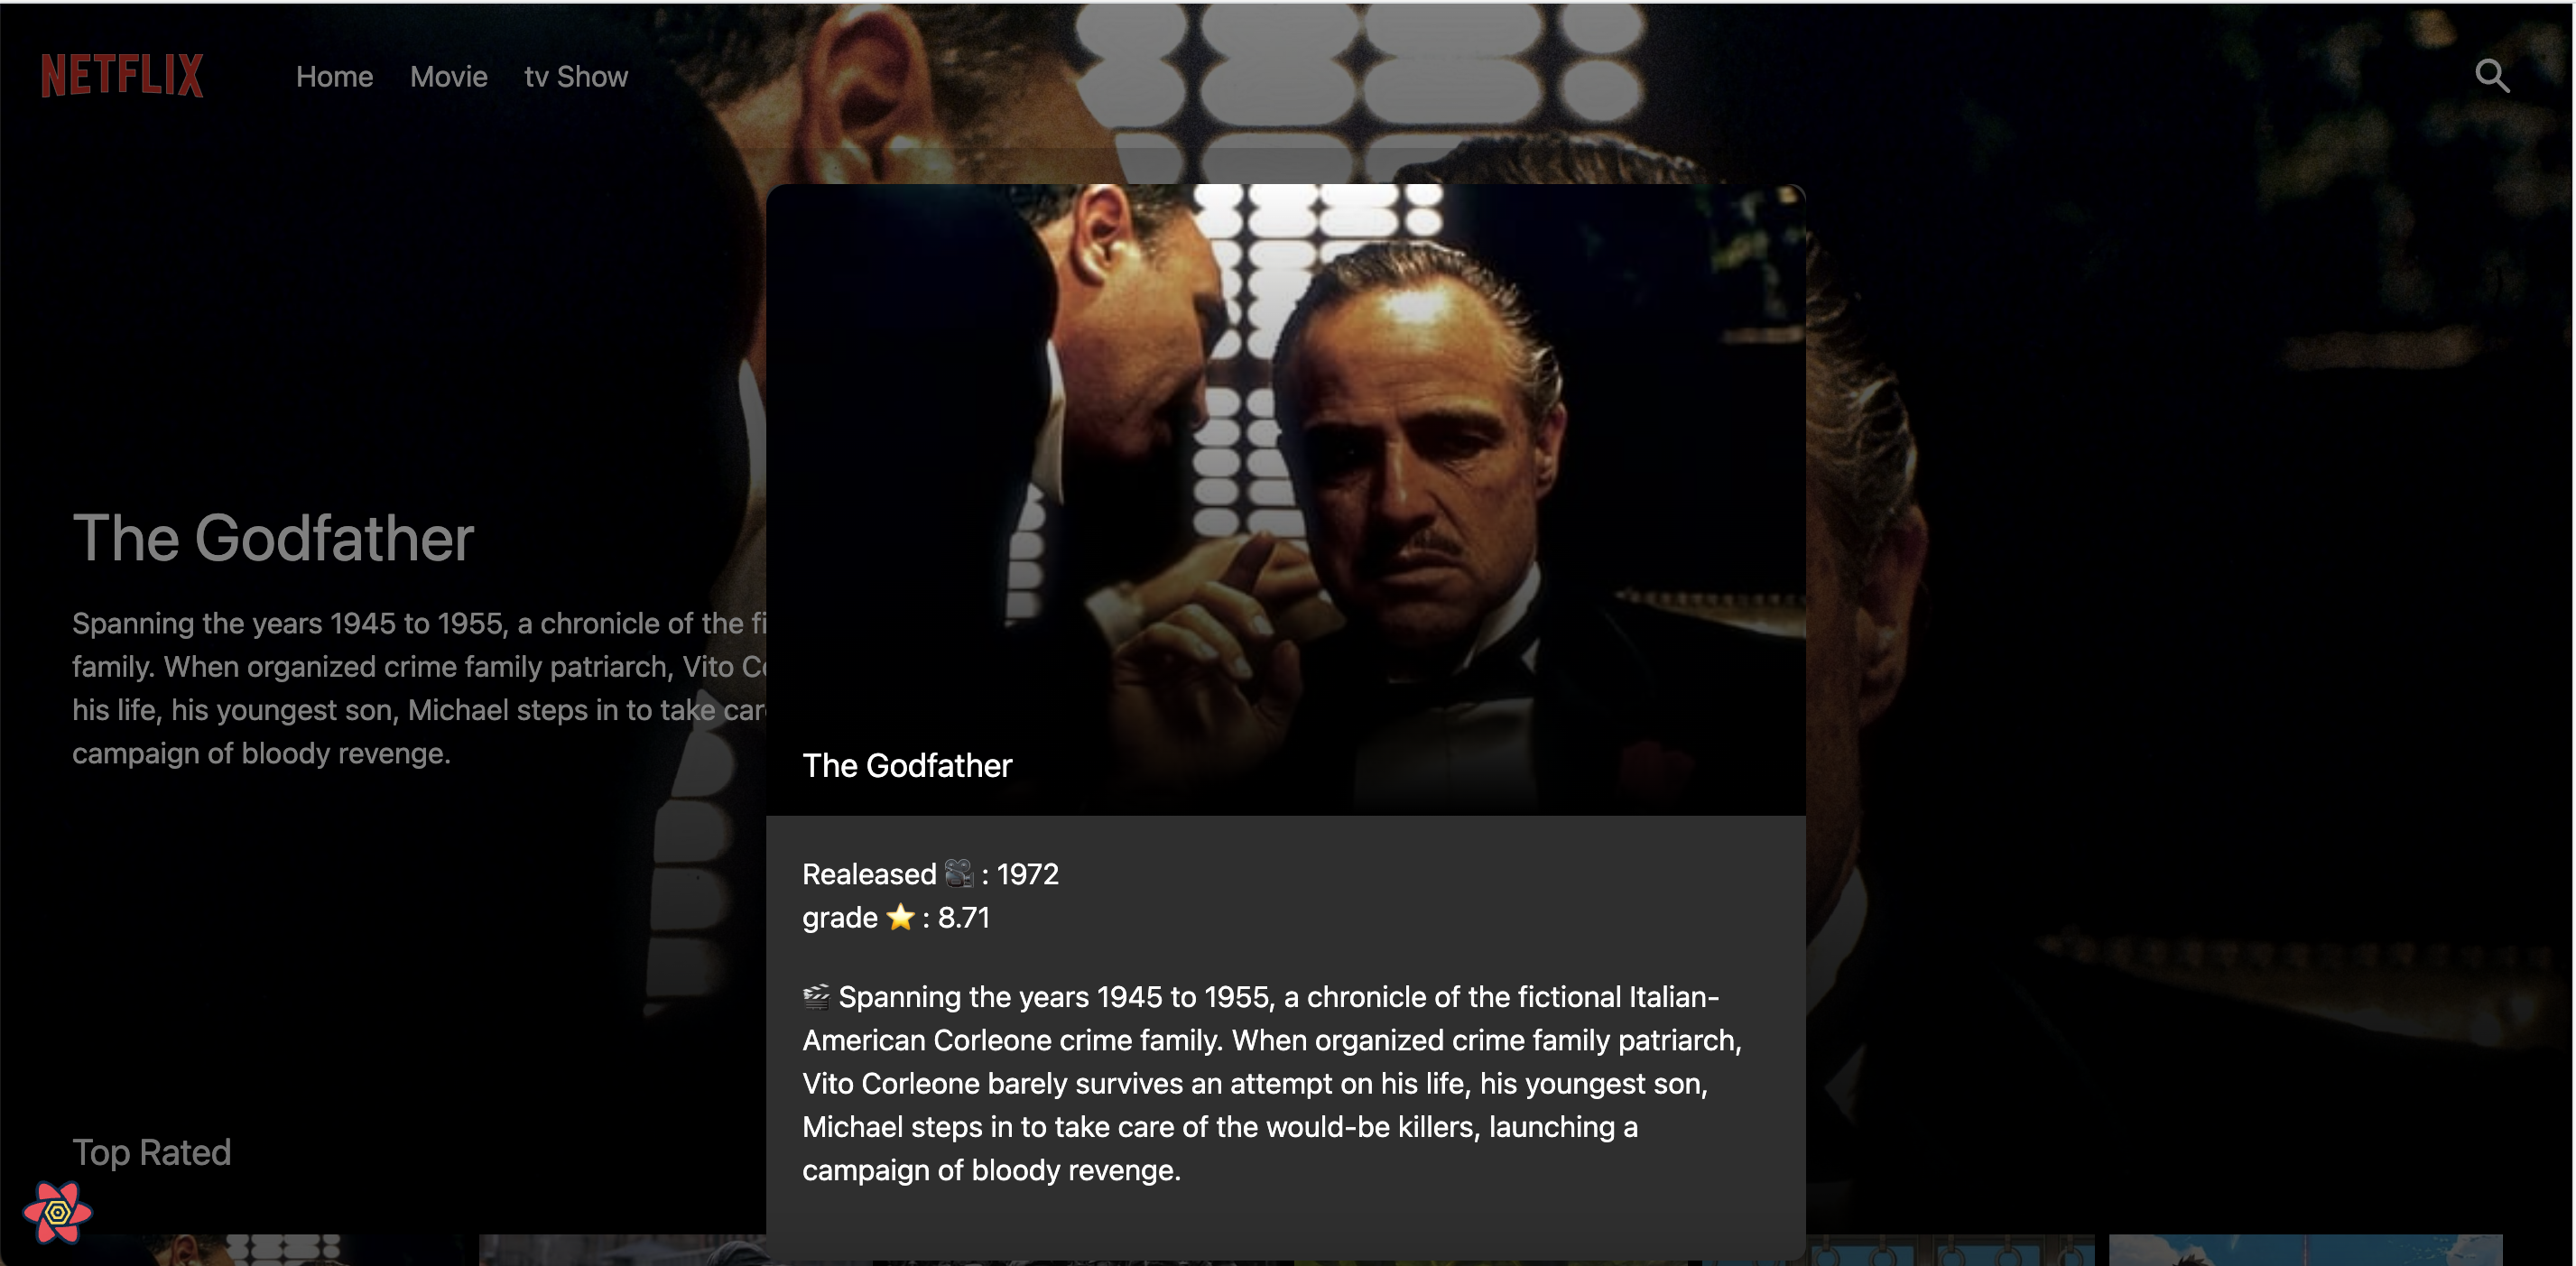 NETFLIX
Home
Movie
tv Show
The Godfather
Spanning the years 1945 to 1955, a chronicle of the
family. When organized crime family patriarch, Vito
his life, his youngest son, Michael steps in to take
campaign of bloody revenge.
Top Rated
The Godfather
Realeased 🎥 : 1972
grade ⭐ : 8.71
🎬 Spanning the years 1945 to 1955, a chronicle of the fictional Italian-
American Corleone crime family. When organized crime family patriarch,
Vito Corleone barely survives an attempt on his life, his youngest son,
Michael steps in to take care of the would-be killers, launching a
campaign of bloody revenge.